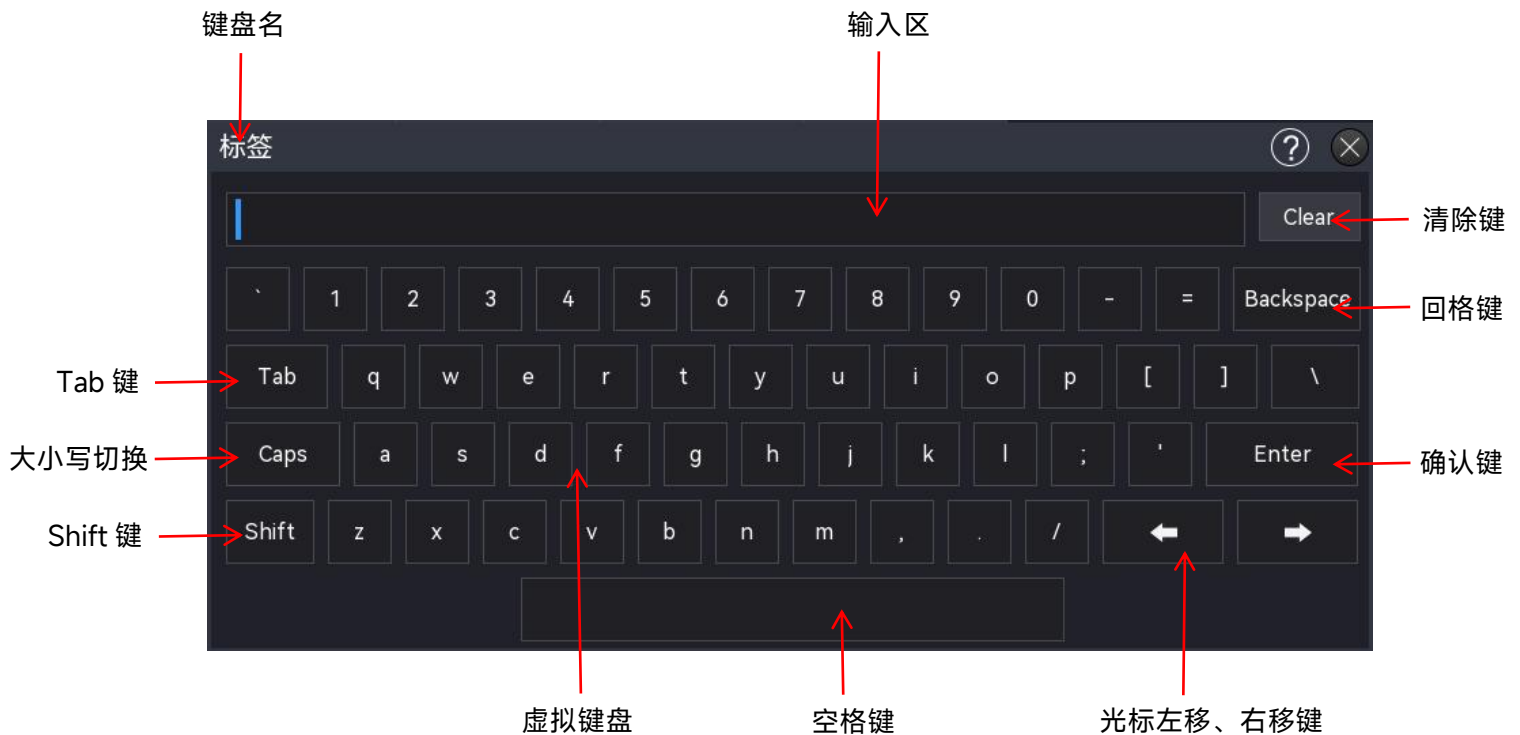 键盘名 输入区
标签 ?
Clear 清除键
` 1 2 3 4 5 6 7 8 9 0 - = Backspace 回格键
Tab 键 Tab q w e r t y u i o p [ ] \
大小写切换 Caps a s d f g h j k l ; ' Enter 确认键
Shift 键 Shift z x c v b n m , . /
虚拟键盘 空格键 光标左移、右移键